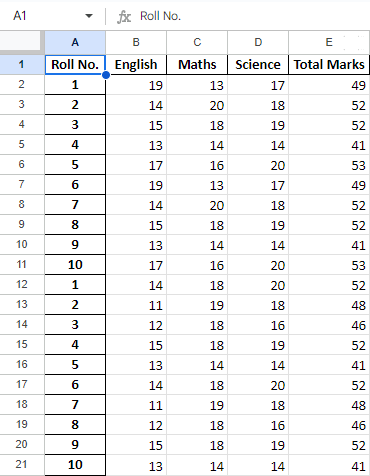 A1 fx Roll No.
A B C D E
1 Roll No. English Maths Science Total Marks
2 1 19 13 17 49
3 2 14 20 18 52
4 3 15 18 19 52
5 4 13 14 14 41
6 5 17 16 20 53
7 6 19 13 17 49
8 7 14 20 18 52
9 8 15 18 19 52
10 9 13 14 14 41
11 10 17 16 20 53
12 1 14 18 20 52
13 2 11 19 18 48
14 3 12 18 16 46
15 4 15 18 19 52
16 5 13 14 14 41
17 6 14 18 20 52
18 7 11 19 18 48
19 8 12 18 16 46
20 9 15 18 19 52
21 10 13 14 14 41